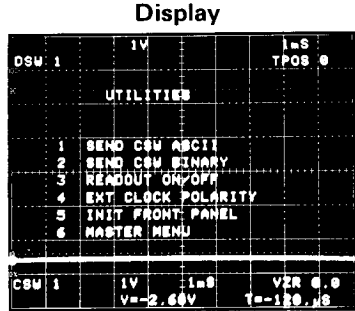 Display
1V 1mS
DSW 1 TPOS 0
UTILITIES
1 SEND CSW ASCII
2 SEND CSW BINARY
3 READOUT ON/OFF
4 EXT CLOCK POLARITY
5 INIT FRONT PANEL
6 MASTER MENU
CSW 1 1V 1mS VZR 0.0
V=-2.60V T=-120.µS